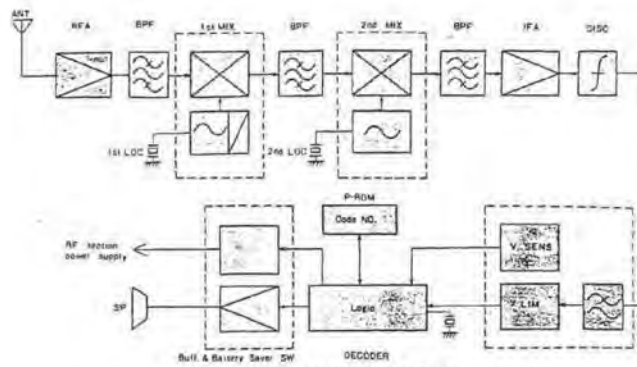 ANT
RFA
BPF
1st MIX
BPF
2nd MIX
BPF
IFA
DISC
1st LOC
2nd LOC
P-ROM
Code NO.
RF section
power supply
V. SENS
Logic
LIM
SP
Buff. & Battery Saver SW
DECODER